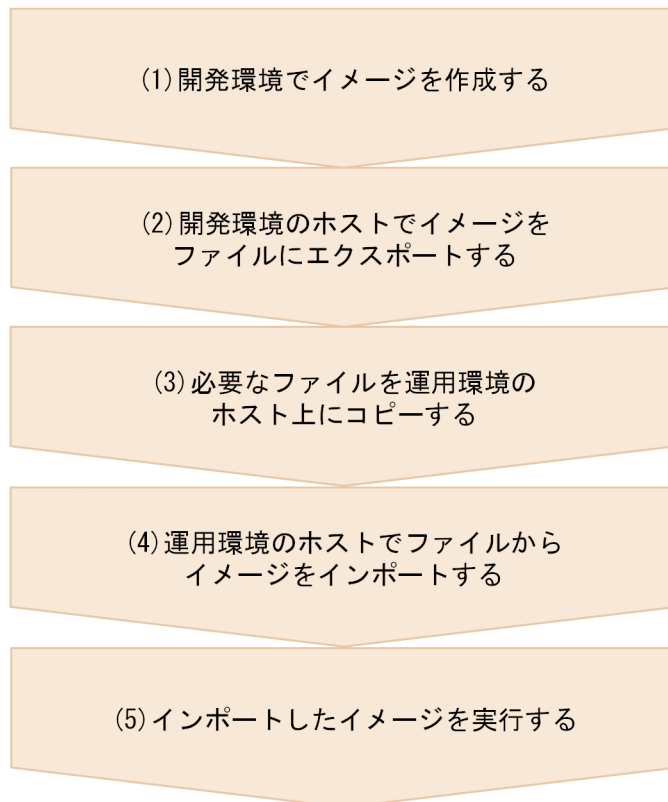 (1)開発環境でイメージを作成する
(2)開発環境のホストでイメージを
ファイルにエクスポートする
(3)必要なファイルを運用環境の
ホスト上にコピーする
(4)運用環境のホストでファイルから
イメージをインポートする
(5)インポートしたイメージを実行する